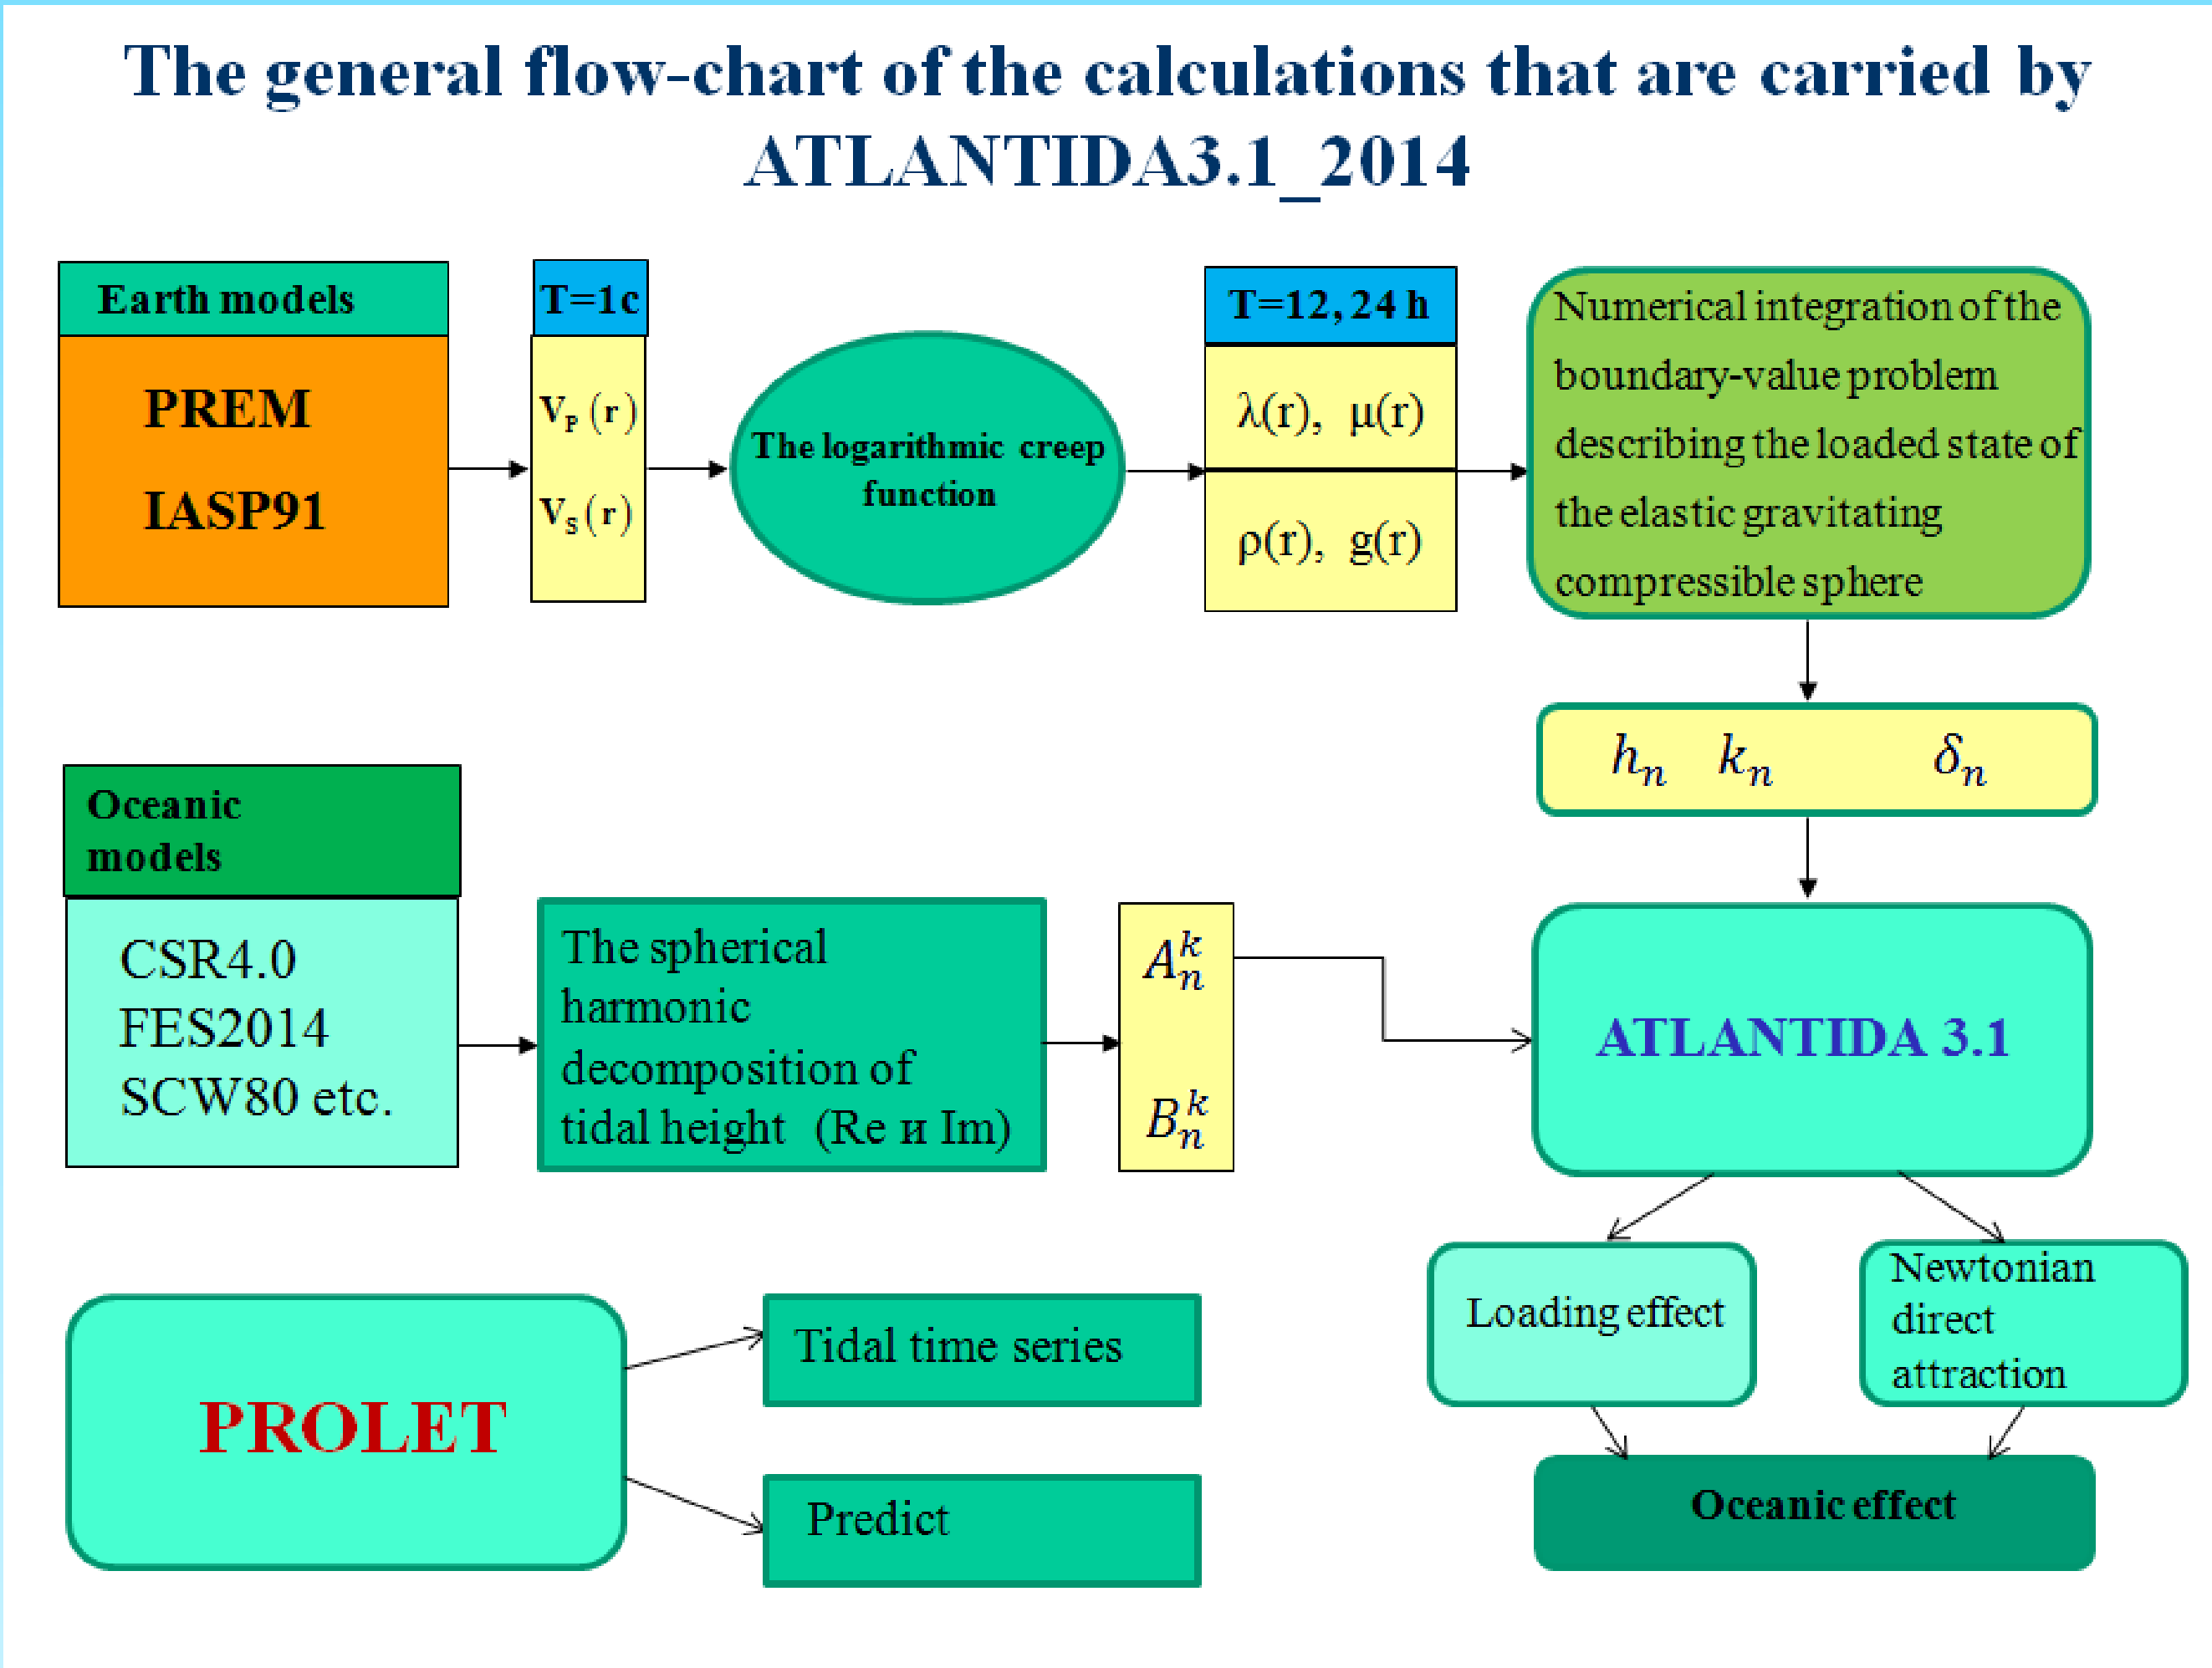 The general flow-chart of the calculations that are carried by
ATLANTIDA3.1_2014
Earth models
PREM
IASP91
T=1c
V_P (r)
V_S (r)
The logarithmic creep
function
T=12, 24 h
λ(r), μ(r)
ρ(r), g(r)
Numerical integration of the
boundary-value problem
describing the loaded state of
the elastic gravitating
compressible sphere
h_n k_n δ_n
Oceanic
models
CSR4.0
FES2014
SCW80 etc.
The spherical
harmonic
decomposition of
tidal height (Re и Im)
A_n^k
B_n^k
ATLANTIDA 3.1
Loading effect
Newtonian
direct
attraction
Oceanic effect
PROLET
Tidal time series
Predict